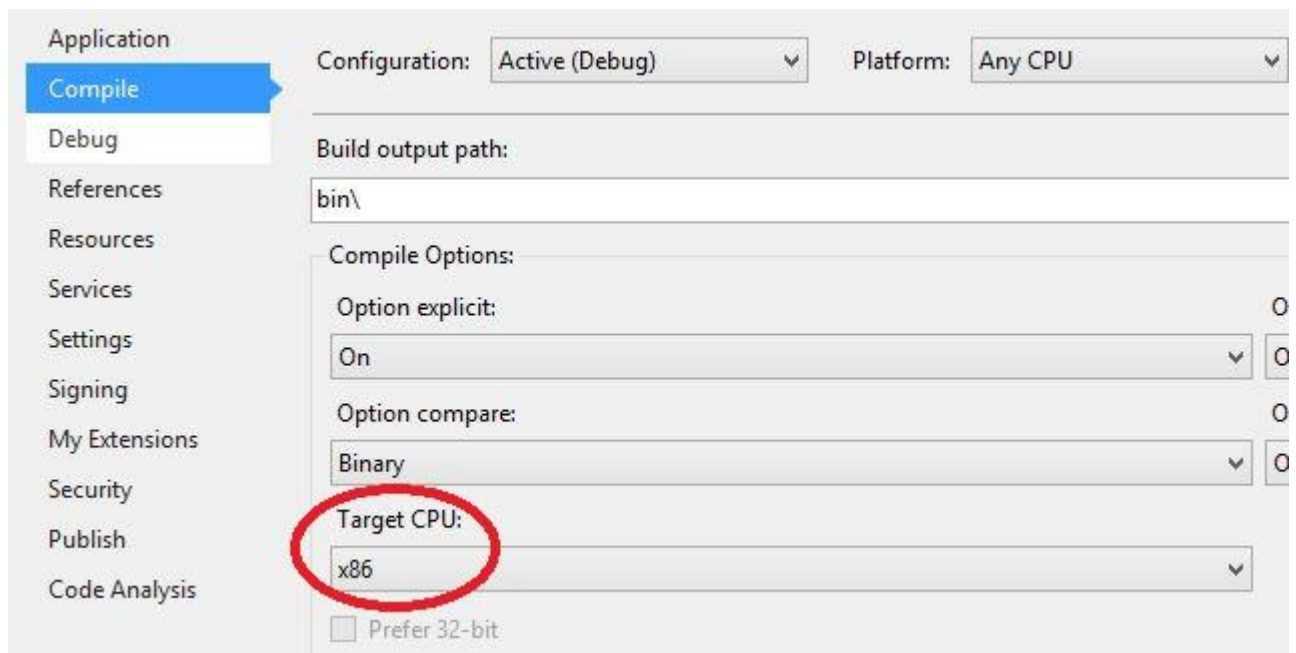 Application
Compile
Debug
References
Resources
Services
Settings
Signing
My Extensions
Security
Publish
Code Analysis
Configuration: Active (Debug) Platform: Any CPU
Build output path:
bin\
Compile Options:
Option explicit:
On
Option compare:
Binary
Target CPU:
x86
Prefer 32-bit